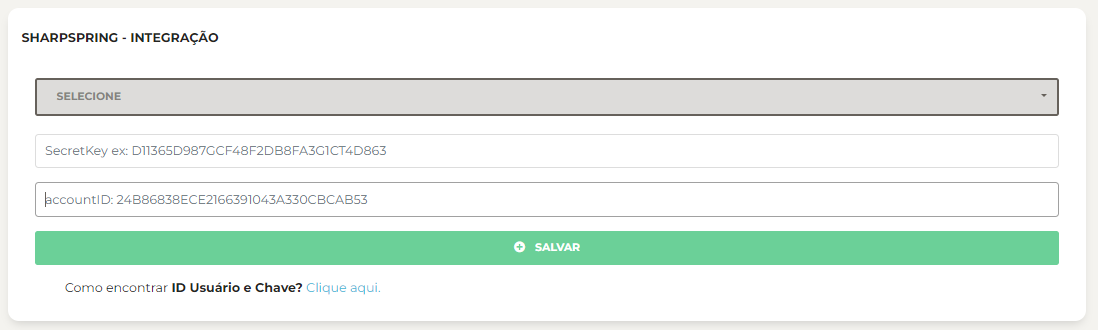 SHARPSPRING - INTEGRAÇÃO
SELECIONE
SecretKey ex: D11365D987GCF48F2DB8FA3G1CT4D863
accountID: 24B86838ECE2166391043A330CBCAB53
SALVAR
Como encontrar ID Usuário e Chave? Clique aqui.